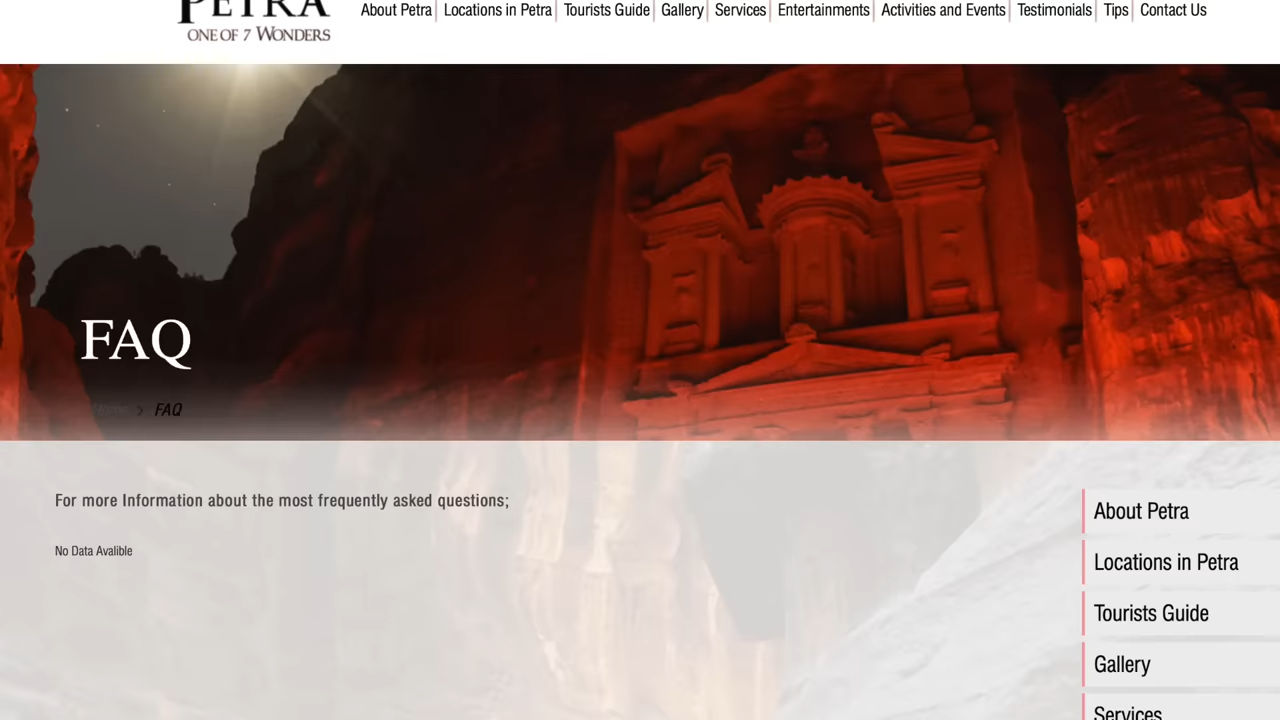 PETRA
ONE OF 7 WONDERS
About Petra
Locations in Petra
Tourists Guide
Gallery
Services
Entertainments
Activities and Events
Testimonials
Tips
Contact Us
FAQ
Home › FAQ
For more Information about the most frequently asked questions;
No Data Avalible
About Petra
Locations in Petra
Tourists Guide
Gallery
Services